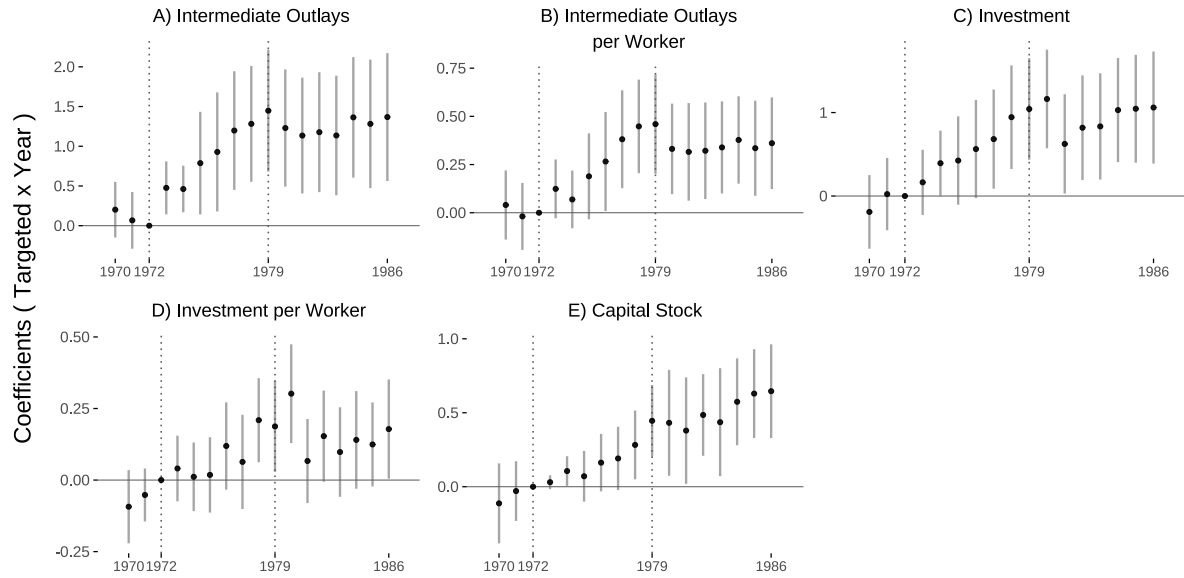 A) Intermediate Outlays
2.0
1.5
1.0
0.5
0.0
1970 1972 1979 1986
B) Intermediate Outlays
per Worker
0.75
0.50
0.25
0.00
1970 1972 1979 1986
C) Investment
1
0
1970 1972 1979 1986
D) Investment per Worker
0.50
0.25
0.00
-0.25
1970 1972 1979 1986
E) Capital Stock
1.0
0.5
0.0
1970 1972 1979 1986
Coefficients ( Targeted x Year )